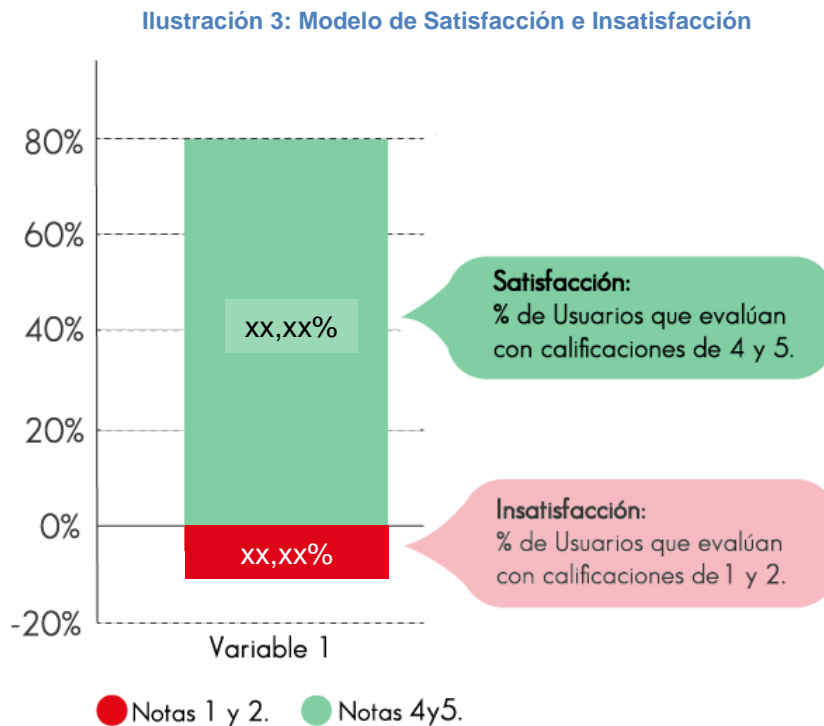 Ilustración 3: Modelo de Satisfacción e Insatisfacción
80%
60%
40%
20%
0%
-20%
xx,xx%
xx,xx%
Satisfacción:
% de Usuarios que evalúan
con calificaciones de 4 y 5.
Insatisfacción:
% de Usuarios que evalúan
con calificaciones de 1 y 2.
Variable 1
Notas 1 y 2. Notas 4y5.